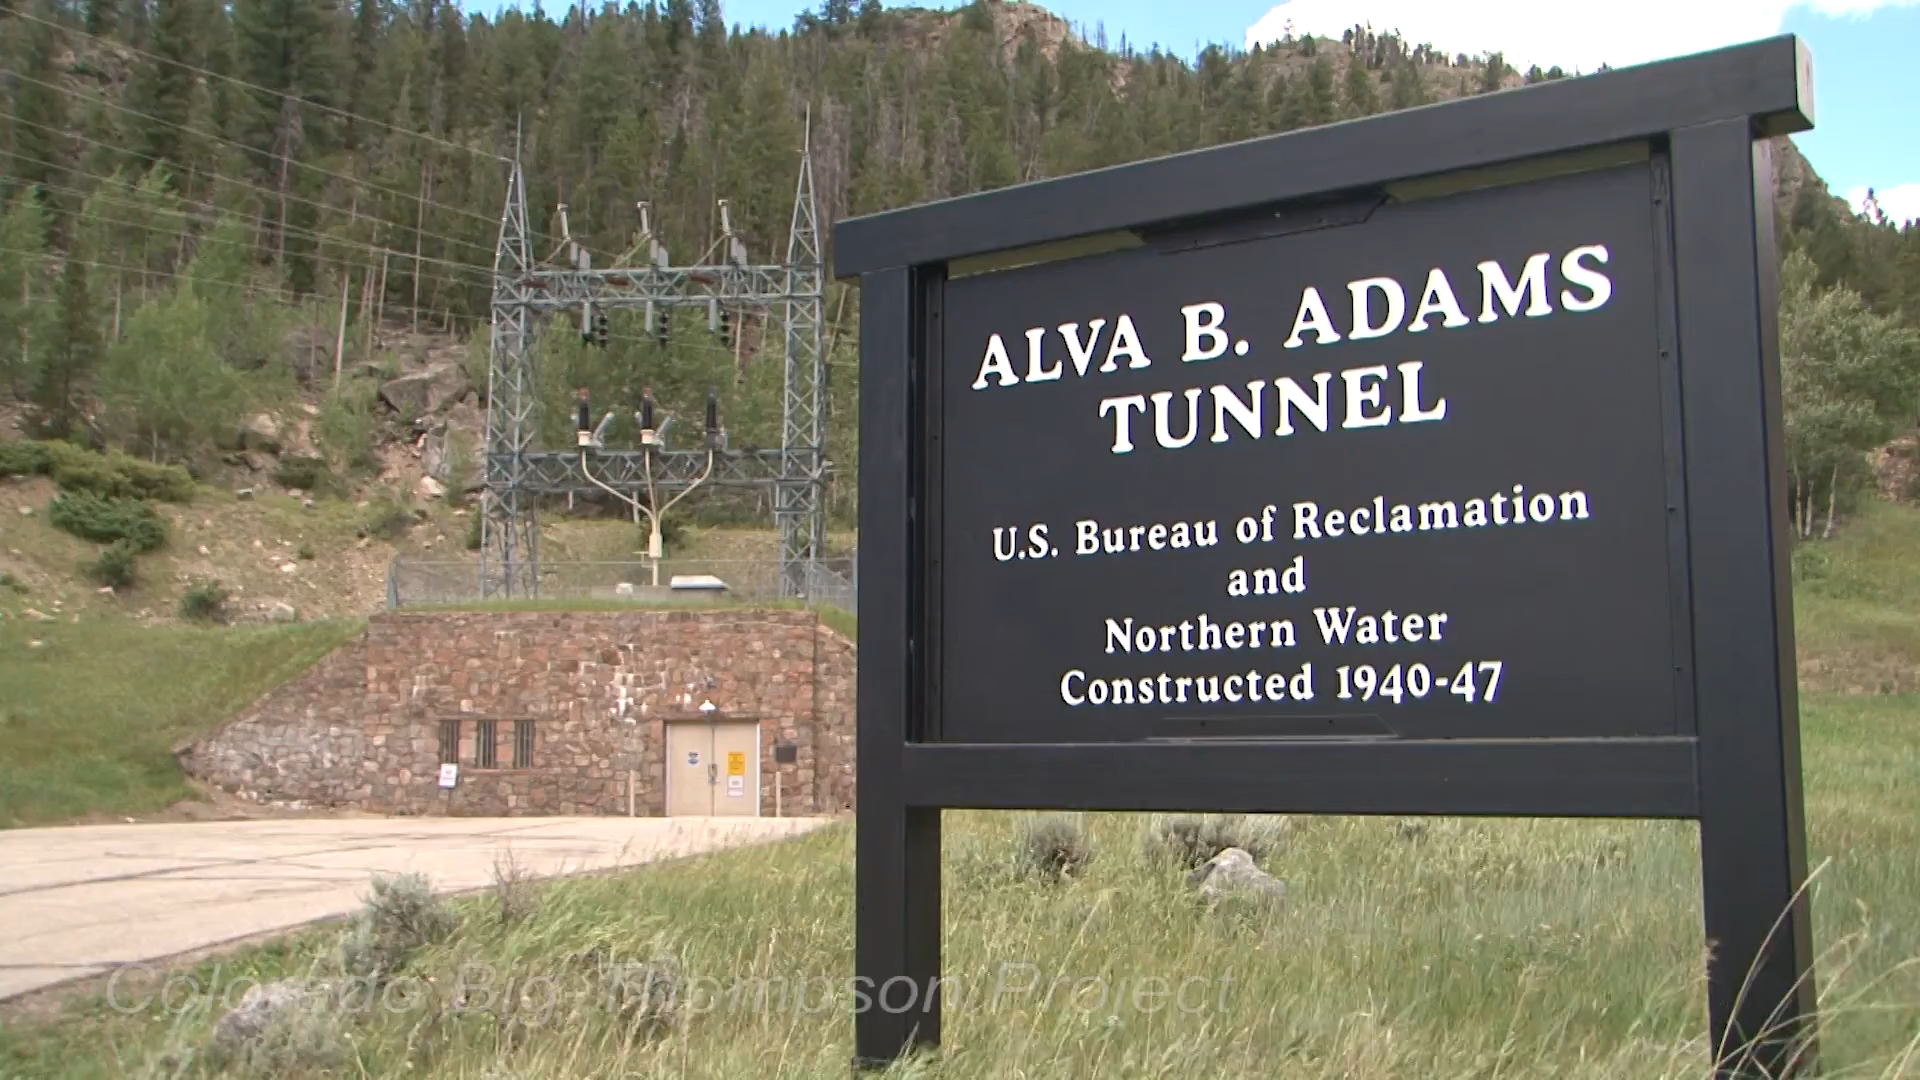 ALVA B. ADAMS
TUNNEL
U.S. Bureau of Reclamation
and
Northern Water
Constructed 1940-47
Colorado Big Thompson Project